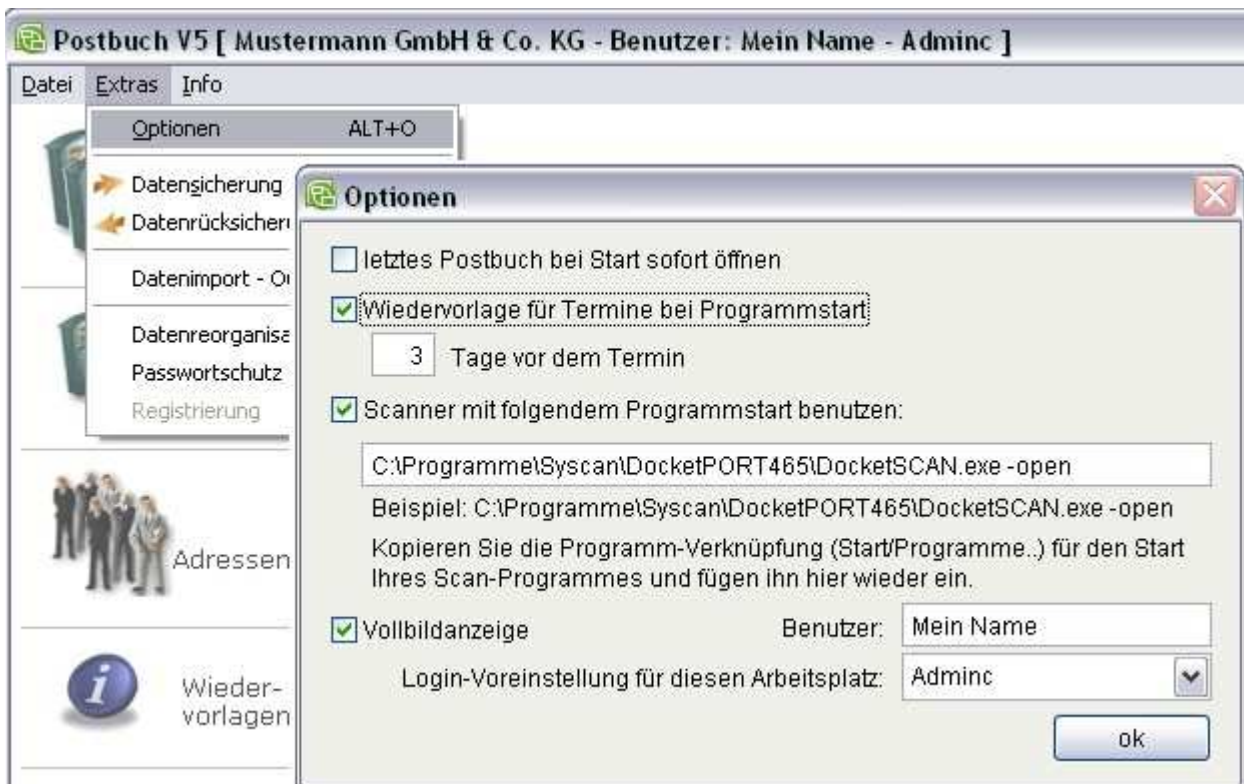 Postbuch V5 [ Mustermann GmbH & Co. KG - Benutzer: Mein Name - Adminc ]
Datei Extras Info
Optionen ALT+O
Datensicherung
Datenrücksicher
Datenimport - O
Datenreorganisa
Passwortschutz
Registrierung
Adressen
Wieder-
vorlagen
Optionen
letztes Postbuch bei Start sofort öffnen
Wiedervorlage für Termine bei Programmstart
3 Tage vor dem Termin
Scanner mit folgendem Programmstart benutzen:
C:\Programme\Syscan\DocketPORT465\DocketSCAN.exe -open
Beispiel: C:\Programme\Syscan\DocketPORT465\DocketSCAN.exe -open
Kopieren Sie die Programm-Verknüpfung (Start/Programme..) für den Start
Ihres Scan-Programmes und fügen ihn hier wieder ein.
Vollbildanzeige Benutzer: Mein Name
Login-Voreinstellung für diesen Arbeitsplatz: Adminc
ok